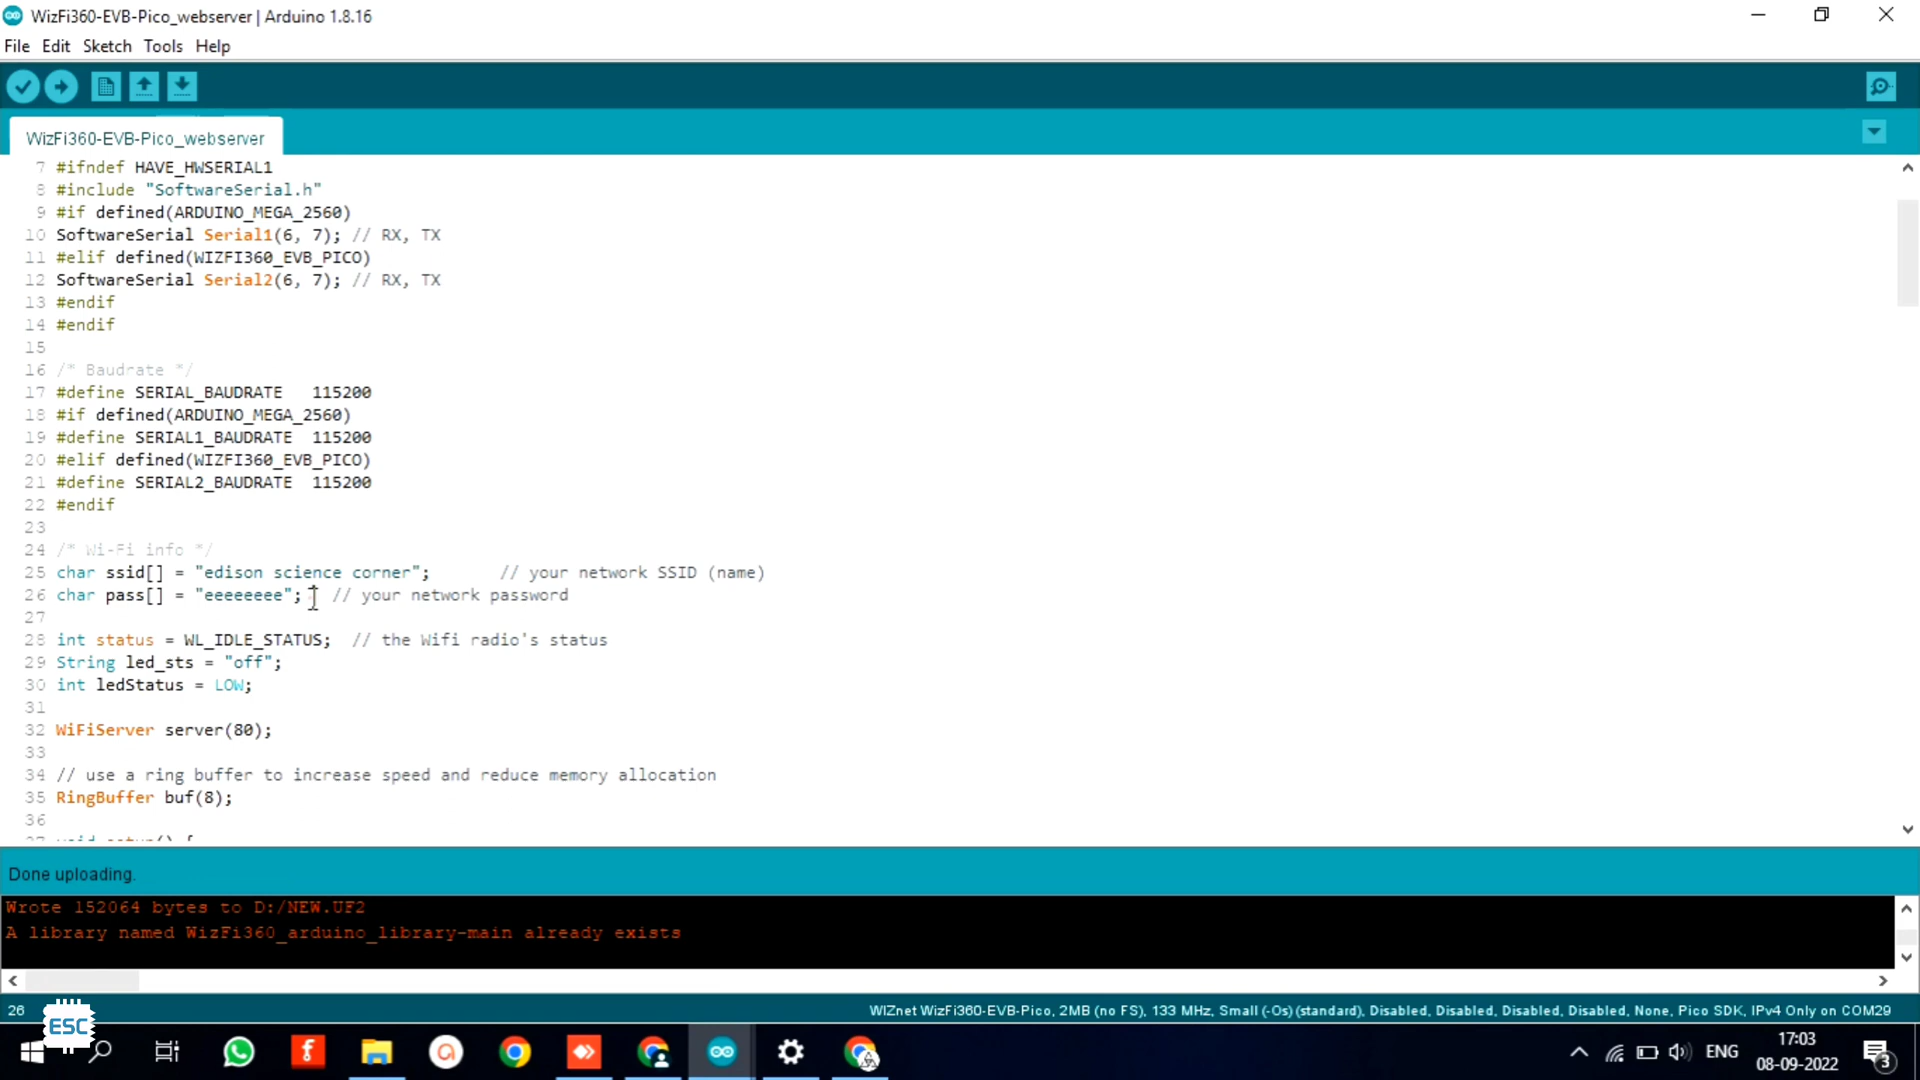 WizFi360-EVB-Pico_webserver | Arduino 1.8.16
File Edit Sketch Tools Help
WizFi360-EVB-Pico_webserver
7 #ifndef HAVE_HWSERIAL1
8 #include "SoftwareSerial.h"
9 #if defined(ARDUINO_MEGA_2560)
10 SoftwareSerial Serial1(6, 7); // RX, TX
11 #elif defined(WIZFI360_EVB_PICO)
12 SoftwareSerial Serial2(6, 7); // RX, TX
13 #endif
14 #endif
15
16 /* Baudrate */
17 #define SERIAL_BAUDRATE   115200
18 #if defined(ARDUINO_MEGA_2560)
19 #define SERIAL1_BAUDRATE  115200
20 #elif defined(WIZFI360_EVB_PICO)
21 #define SERIAL2_BAUDRATE  115200
22 #endif
23
24 /* Wi-Fi info */
25 char ssid[] = "edison science corner";       // your network SSID (name)
26 char pass[] = "eeeeeeee";   // your network password
27
28 int status = WL_IDLE_STATUS;  // the Wifi radio's status
29 String led_sts = "off";
30 int ledStatus = LOW;
31
32 WiFiServer server(80);
33
34 // use a ring buffer to increase speed and reduce memory allocation
35 RingBuffer buf(8);
36
37 void setup() {
Done uploading.
Wrote 152064 bytes to D:/NEW.UF2
A library named WizFi360_arduino_library-main already exists
26
WIZnet WizFi360-EVB-Pico, 2MB (no FS), 133 MHz, Small (-Os) (standard), Disabled, Disabled, Disabled, Disabled, None, Pico SDK, IPv4 Only on COM29
ESC
ENG
17:03
08-09-2022
3